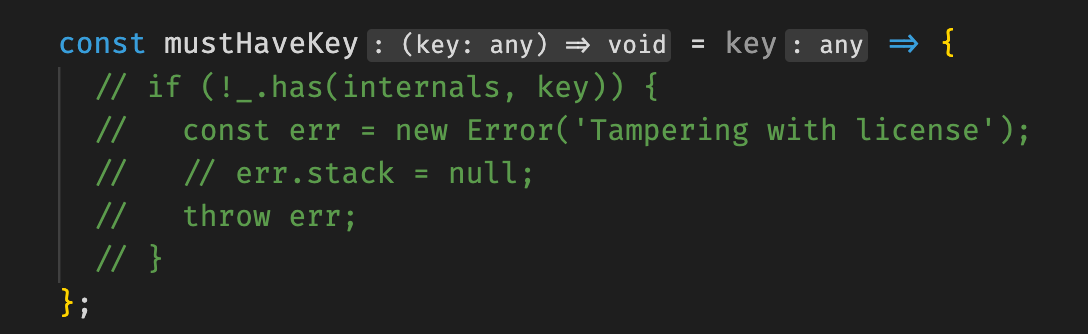 const mustHaveKey: (key: any) => void = key: any => {
  // if (!_.has(internals, key)) {
  //   const err = new Error('Tampering with license');
  //   // err.stack = null;
  //   throw err;
  // }
};